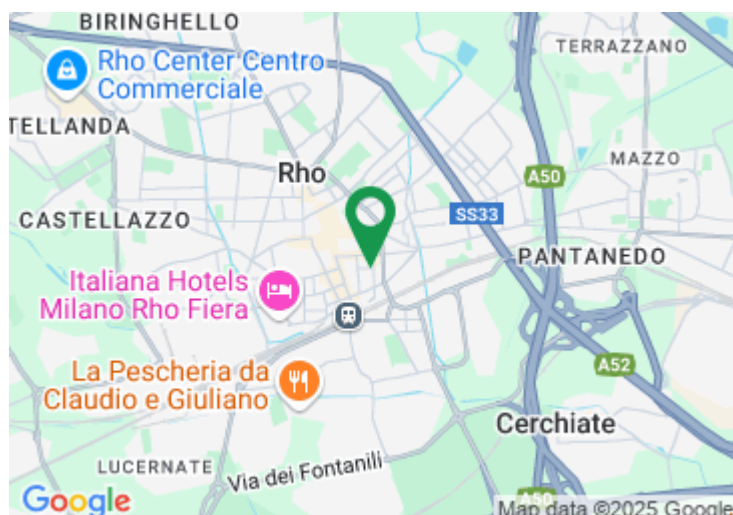 BIRINGHELLO
TERRAZZANO
Rho Center Centro
Commerciale
TELLANDA
A50
MAZZO
Rho
SS33
CASTELLAZZO
PANTANEDO
Italiana Hotels
Milano Rho Fiera
La Pescheria da
Claudio e Giuliano
A52
Cerchiate
LUCERNATE
Via dei Fontanili
Google
A50
Map data ©2025 Google